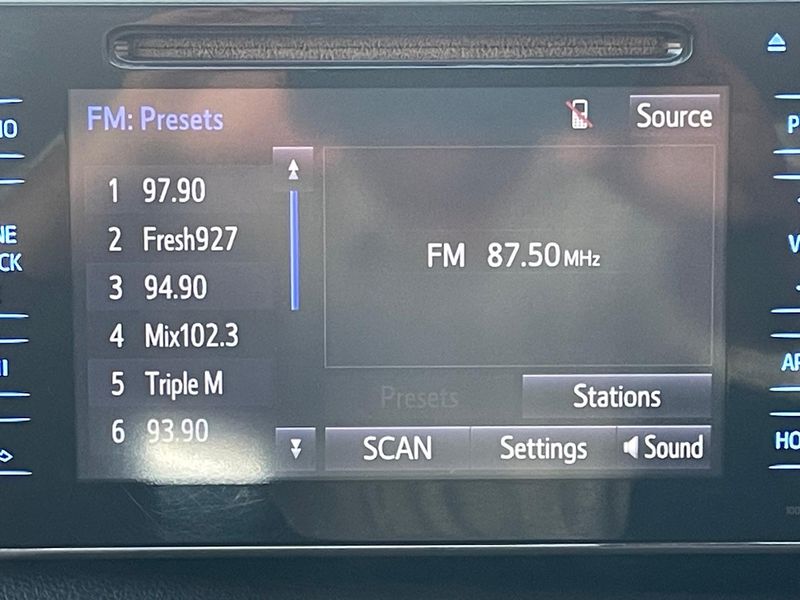 FM: Presets
Source
1 97.90
2 Fresh927
3 94.90
4 Mix102.3
5 Triple M
6 93.90
FM 87.50 MHz
Presets
Stations
SCAN
Settings
Sound